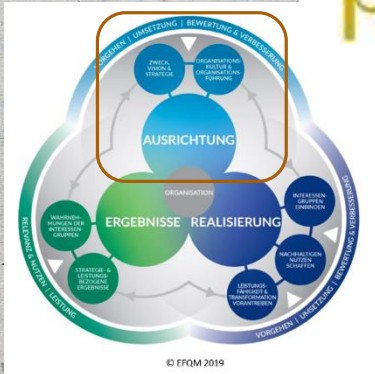 VORGEHEN | UMSETZUNG | BEWERTUNG & VERBESSERUNG
ZWECK,
VISION &
STRATEGIE
ORGANISATIONS-
KULTUR &
ORGANISATIONS-
FÜHRUNG
AUSRICHTUNG
ORGANISATION
ERGEBNISSE
REALISIERUNG
WAHRNEH-
MUNGEN DER
INTERESSEN-
GRUPPEN
STRATEGIE- &
LEISTUNGS-
BEZOGENE
ERGEBNISSE
RELEVANZ & NUTZEN | LEISTUNG
INTERESSEN-
GRUPPEN
EINBINDEN
NACHHALTIGEN
NUTZEN
SCHAFFEN
LEISTUNGS-
FÄHIGKEIT &
TRANSFORMATION
VORANTREIBEN
VORGEHEN | UMSETZUNG | BEWERTUNG & VERBESSERUNG
© EFQM 2019